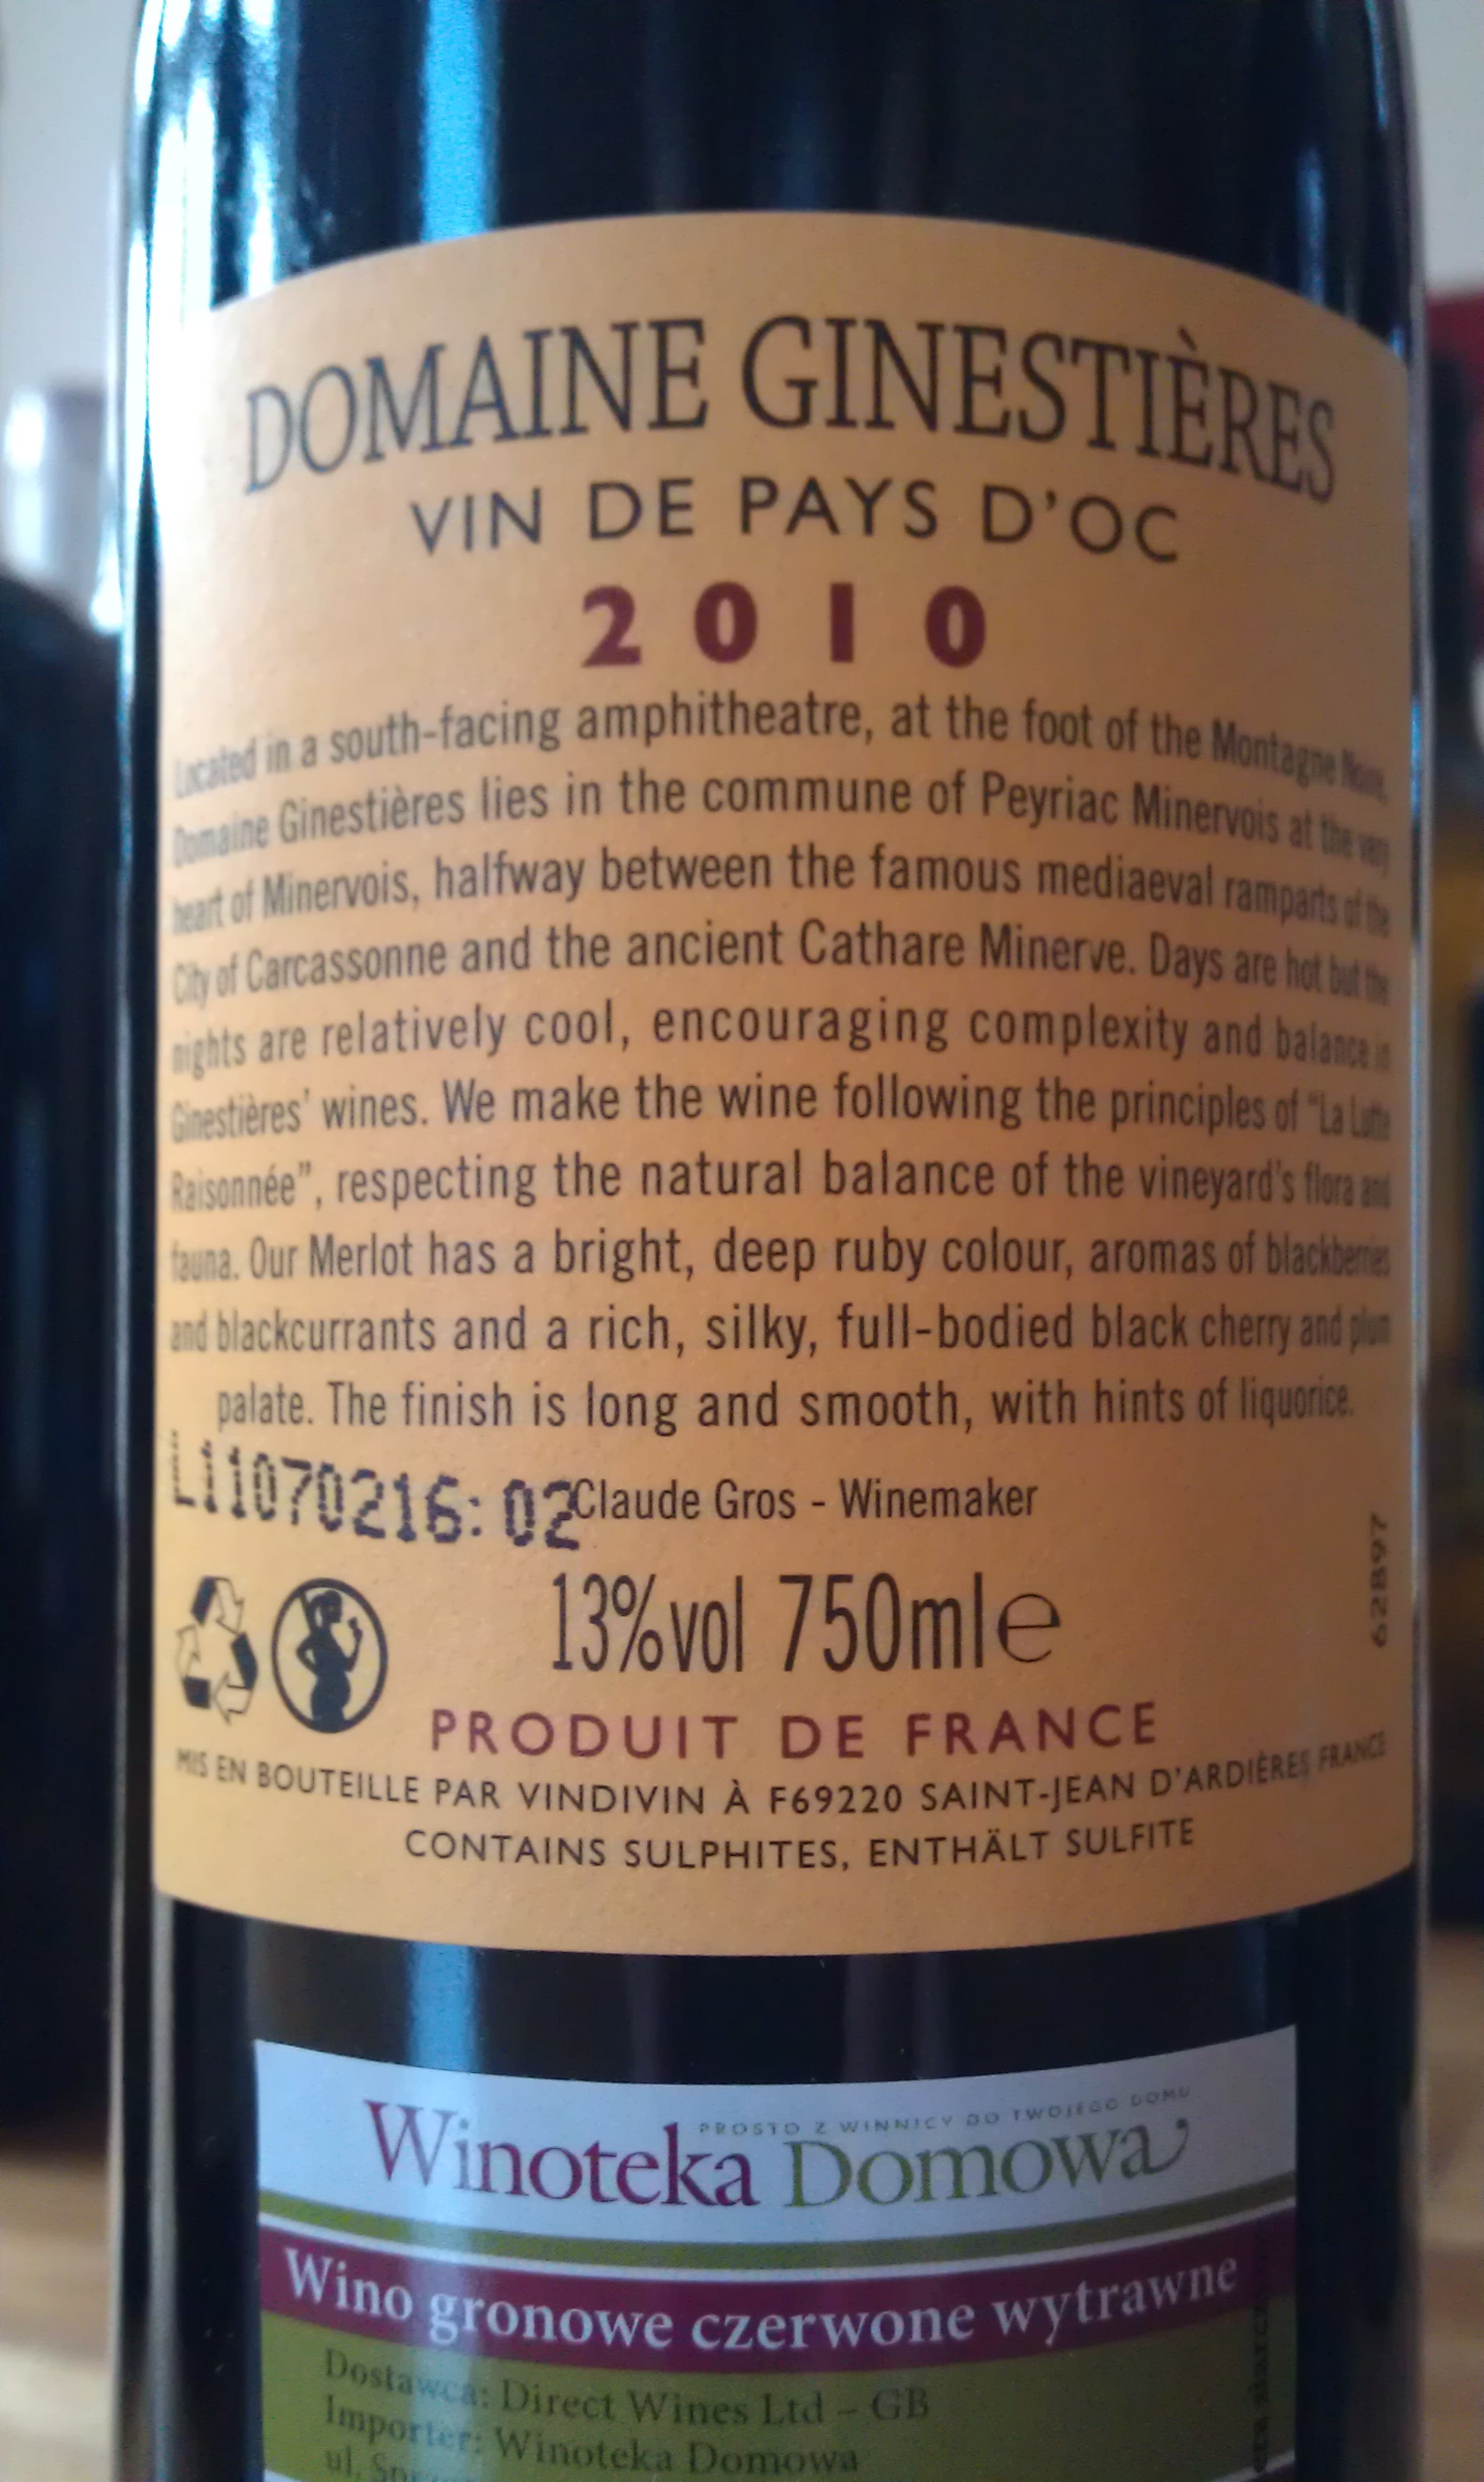 DOMAINE GINESTIÈRES
VIN DE PAYS D'OC
2010
Located in a south-facing amphitheatre, at the foot of the Montagne Noire,
Domaine Ginestières lies in the commune of Peyriac Minervois at the very
heart of Minervois, halfway between the famous mediaeval ramparts of the
City of Carcassonne and the ancient Cathare Minerve. Days are hot but the
nights are relatively cool, encouraging complexity and balance in
Ginestières' wines. We make the wine following the principles of "La Lutte
Raisonnée", respecting the natural balance of the vineyard's flora and
fauna. Our Merlot has a bright, deep ruby colour, aromas of blackberries
and blackcurrants and a rich, silky, full-bodied black cherry and plum
palate. The finish is long and smooth, with hints of liquorice.
L11070216:02
Claude Gros - Winemaker
62897
13%vol 750ml e
PRODUIT DE FRANCE
MIS EN BOUTEILLE PAR VINDIVIN À F69220 SAINT-JEAN D'ARDIÈRES FRANCE
CONTAINS SULPHITES, ENTHÄLT SULFITE
PROSTO Z WINNICY DO TWOJEGO DOMU
Winoteka Domowa
Wino gronowe czerwone wytrawne
Dostawca: Direct Wines Ltd – GB
Importer: Winoteka Domowa
ul.